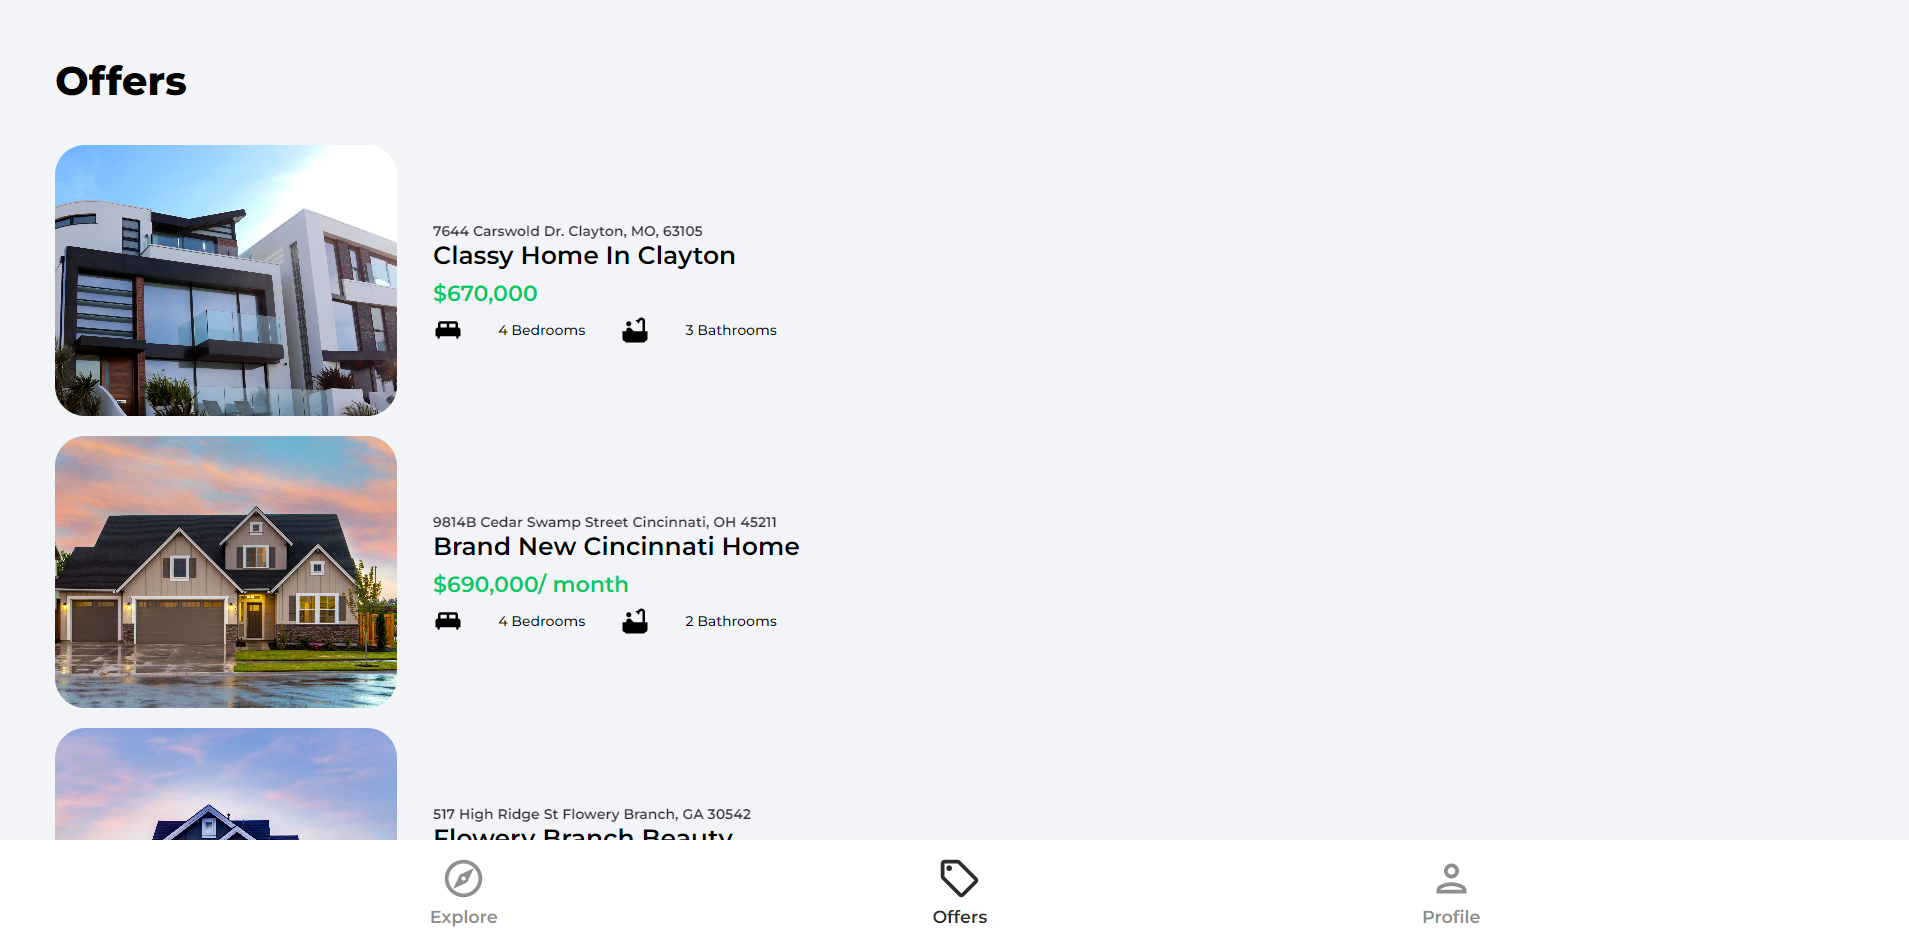 Offers
7644 Carswold Dr. Clayton, MO, 63105
Classy Home In Clayton
$670,000
4 Bedrooms 3 Bathrooms
9814B Cedar Swamp Street Cincinnati, OH 45211
Brand New Cincinnati Home
$690,000/ month
4 Bedrooms 2 Bathrooms
517 High Ridge St Flowery Branch, GA 30542
Flowery Branch Beauty
Explore Offers Profile